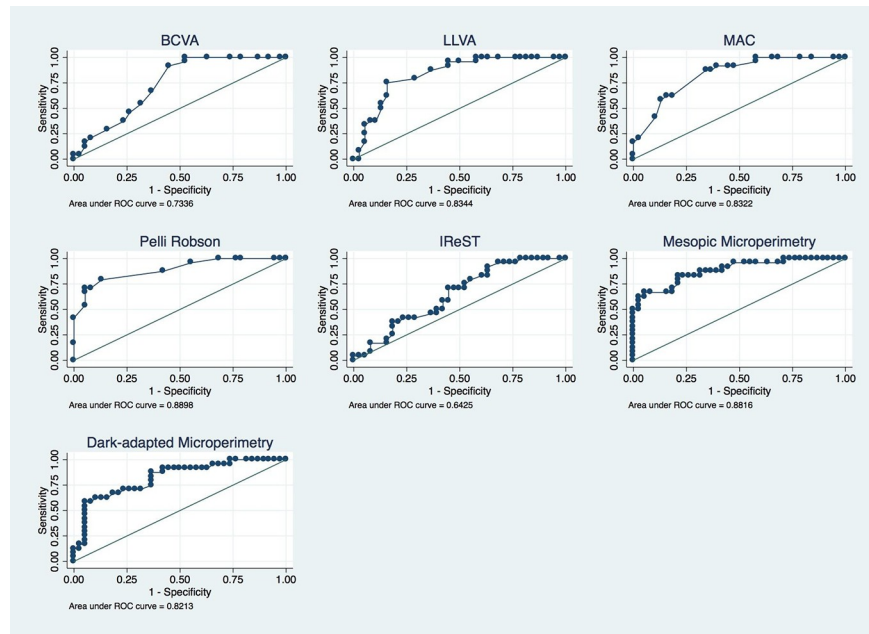 BCVA
Sensitivity
0.00 0.25 0.50 0.75 1.00
0.00 0.25 0.50 0.75 1.00
1 - Specificity
Area under ROC curve = 0.7336
LLVA
Sensitivity
0.00 0.25 0.50 0.75 1.00
0.00 0.25 0.50 0.75 1.00
1 - Specificity
Area under ROC curve = 0.8344
MAC
Sensitivity
0.00 0.25 0.50 0.75 1.00
0.00 0.25 0.50 0.75 1.00
1 - Specificity
Area under ROC curve = 0.8322
Pelli Robson
Sensitivity
0.00 0.25 0.50 0.75 1.00
0.00 0.25 0.50 0.75 1.00
1 - Specificity
Area under ROC curve = 0.8898
IReST
Sensitivity
0.00 0.25 0.50 0.75 1.00
0.00 0.25 0.50 0.75 1.00
1 - Specificity
Area under ROC curve = 0.6425
Mesopic Microperimetry
Sensitivity
0.00 0.25 0.50 0.75 1.00
0.00 0.25 0.50 0.75 1.00
1 - Specificity
Area under ROC curve = 0.8816
Dark-adapted Microperimetry
Sensitivity
0.00 0.25 0.50 0.75 1.00
0.00 0.25 0.50 0.75 1.00
1 - Specificity
Area under ROC curve = 0.8213